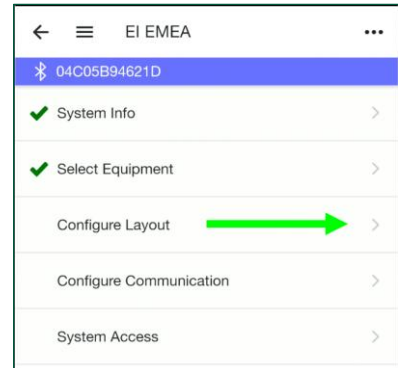 EI EMEA
04C05B94621D
System Info
Select Equipment
Configure Layout
Configure Communication
System Access